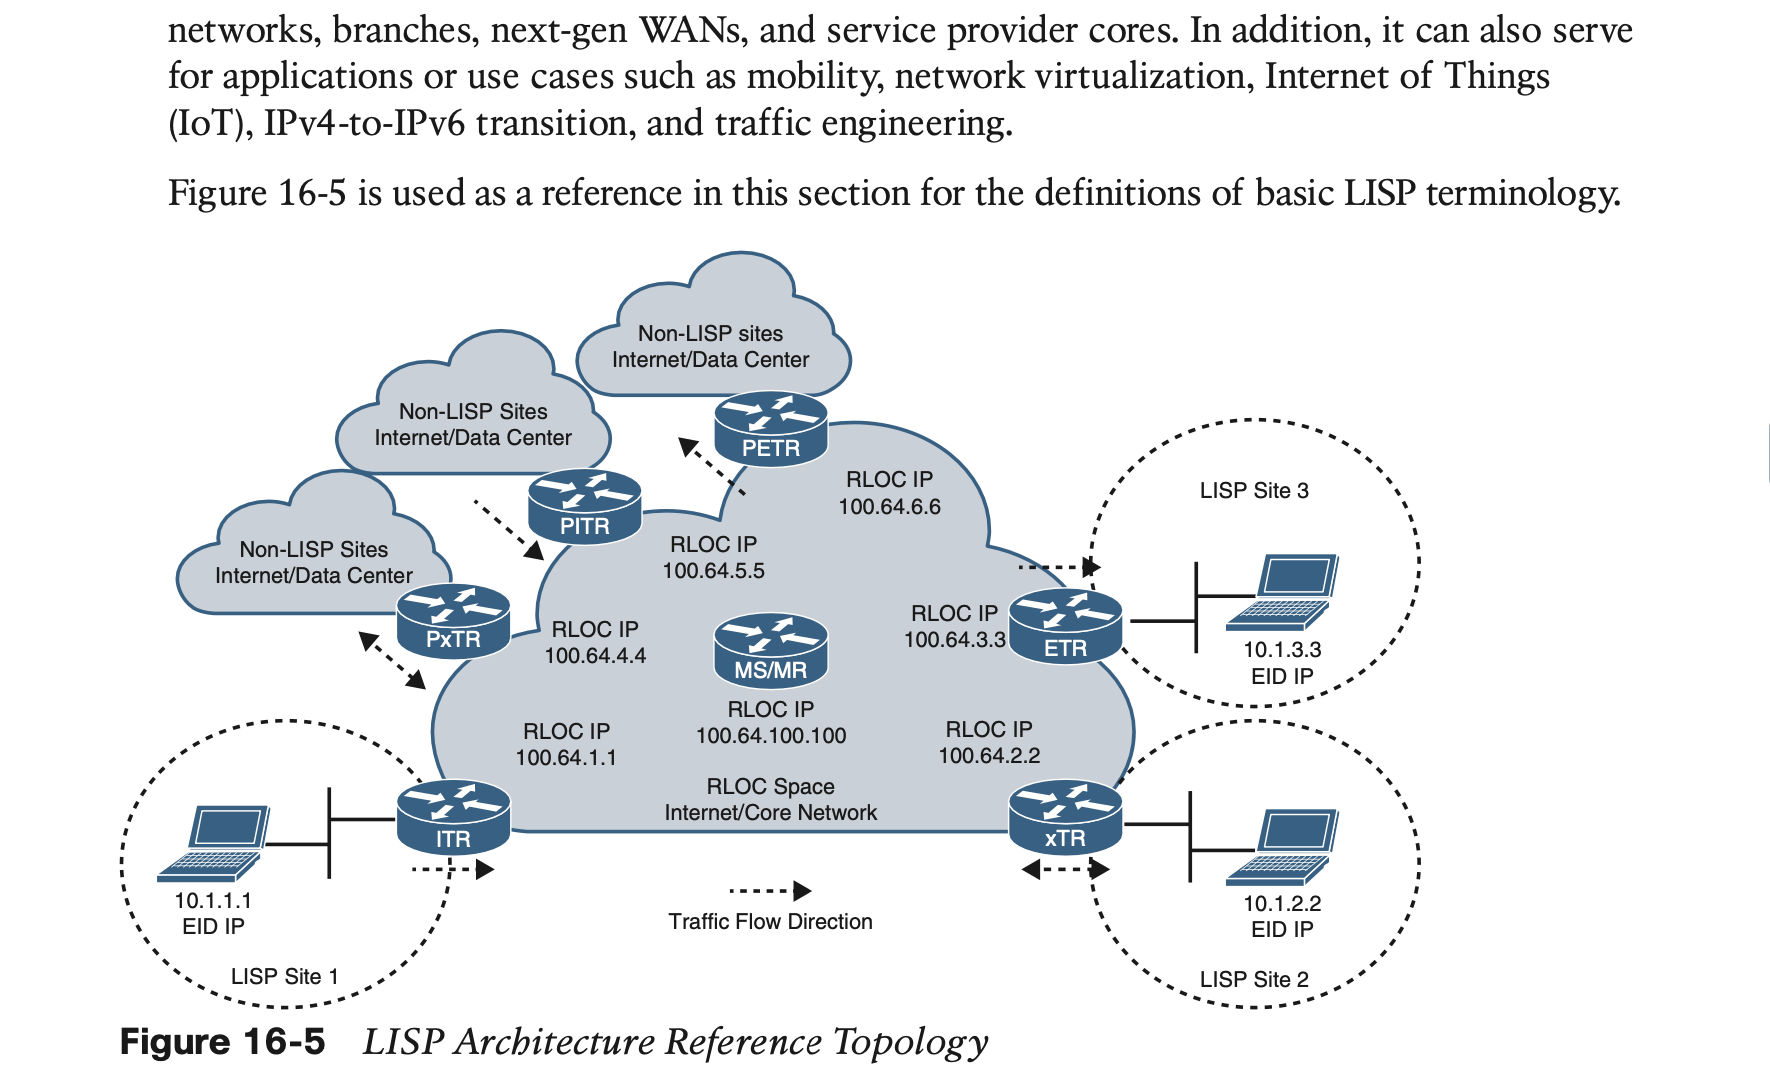 networks, branches, next-gen WANs, and service provider cores. In addition, it can also serve
for applications or use cases such as mobility, network virtualization, Internet of Things
(IoT), IPv4-to-IPv6 transition, and traffic engineering.
Figure 16-5 is used as a reference in this section for the definitions of basic LISP terminology.
Non-LISP sites
Internet/Data Center
Non-LISP Sites
Internet/Data Center
PETR
RLOC IP
100.64.6.6
LISP Site 3
PITR
Non-LISP Sites
Internet/Data Center
RLOC IP
100.64.5.5
PxTR
RLOC IP
100.64.4.4
MS/MR
RLOC IP
100.64.3.3
ETR
10.1.3.3
EID IP
RLOC IP
100.64.1.1
RLOC IP
100.64.100.100
RLOC IP
100.64.2.2
RLOC Space
Internet/Core Network
ITR
xTR
10.1.1.1
EID IP
Traffic Flow Direction
10.1.2.2
EID IP
LISP Site 1
LISP Site 2
Figure 16-5 LISP Architecture Reference Topology